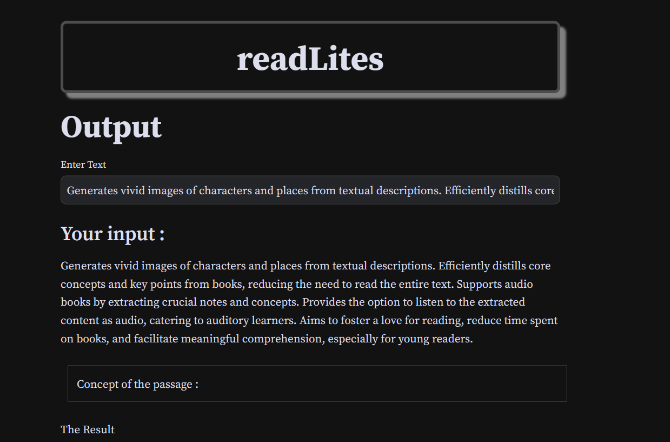 readLites
Output
Enter Text
Generates vivid images of characters and places from textual descriptions. Efficiently distills core
Your input :
Generates vivid images of characters and places from textual descriptions. Efficiently distills core
concepts and key points from books, reducing the need to read the entire text. Supports audio
books by extracting crucial notes and concepts. Provides the option to listen to the extracted
content as audio, catering to auditory learners. Aims to foster a love for reading, reduce time spent
on books, and facilitate meaningful comprehension, especially for young readers.
Concept of the passage :
The Result